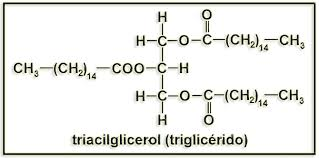 H O
H—C—O—C—(CH₂)₁₄—CH₃
CH₃—(CH₂)₁₄—COO—C—H
H—C—O—C—(CH₂)₁₄—CH₃
H O
triacilglicerol (triglicérido)